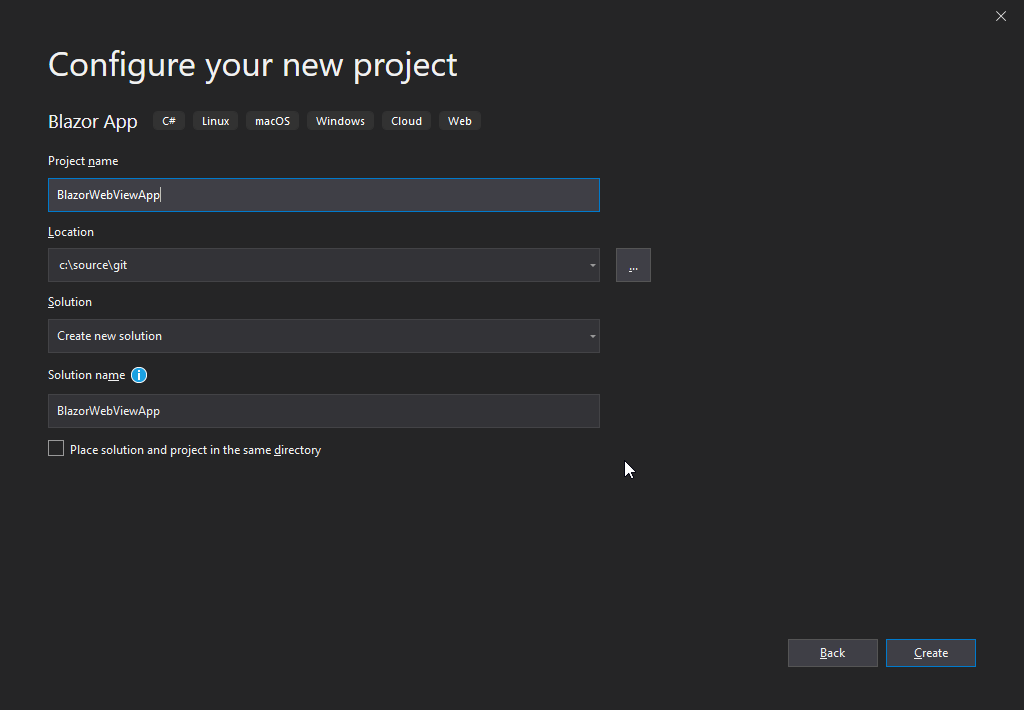 Configure your new project
Blazor App C# Linux macOS Windows Cloud Web
Project name
BlazorWebViewApp
Location
c:\source\git
...
Solution
Create new solution
Solution name
BlazorWebViewApp
Place solution and project in the same directory
Back Create